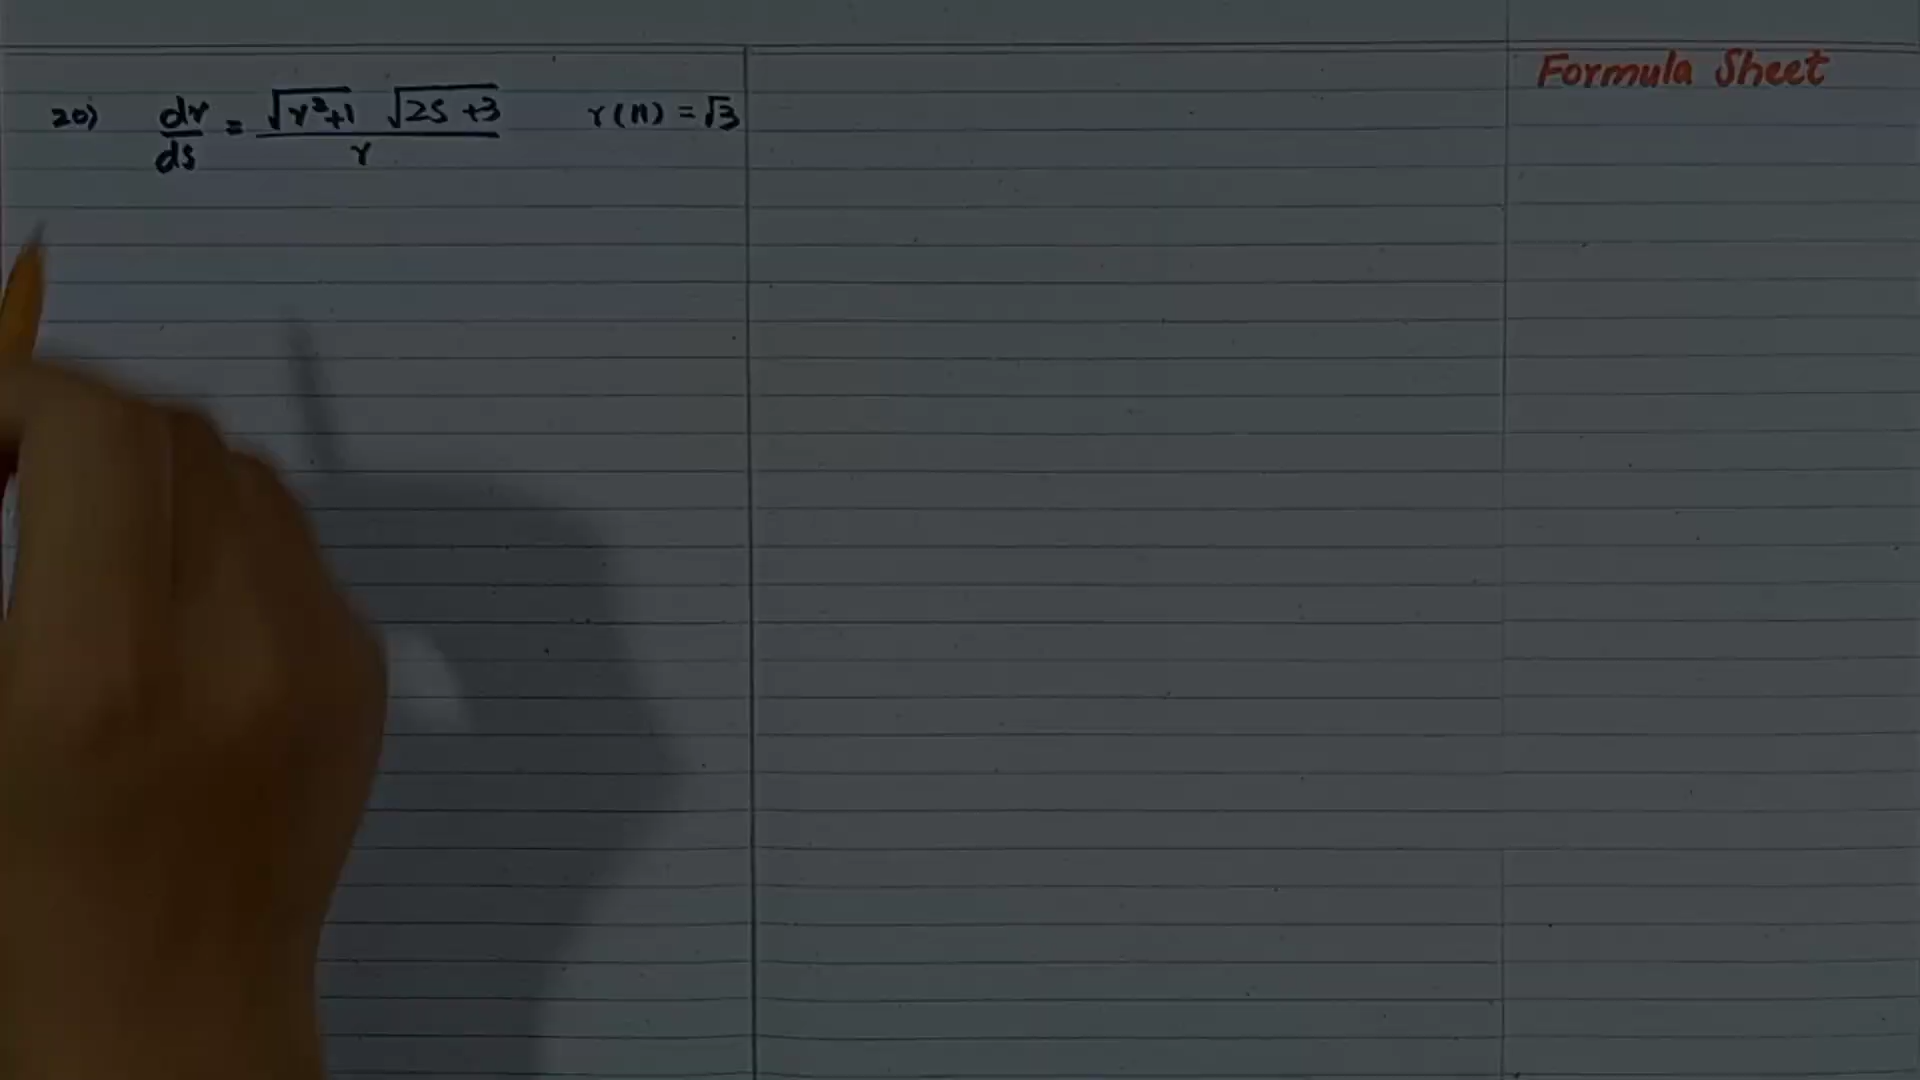 Formula Sheet
20) dr/ds = √(r²+1) √(2s+3) / r r(11) = √3